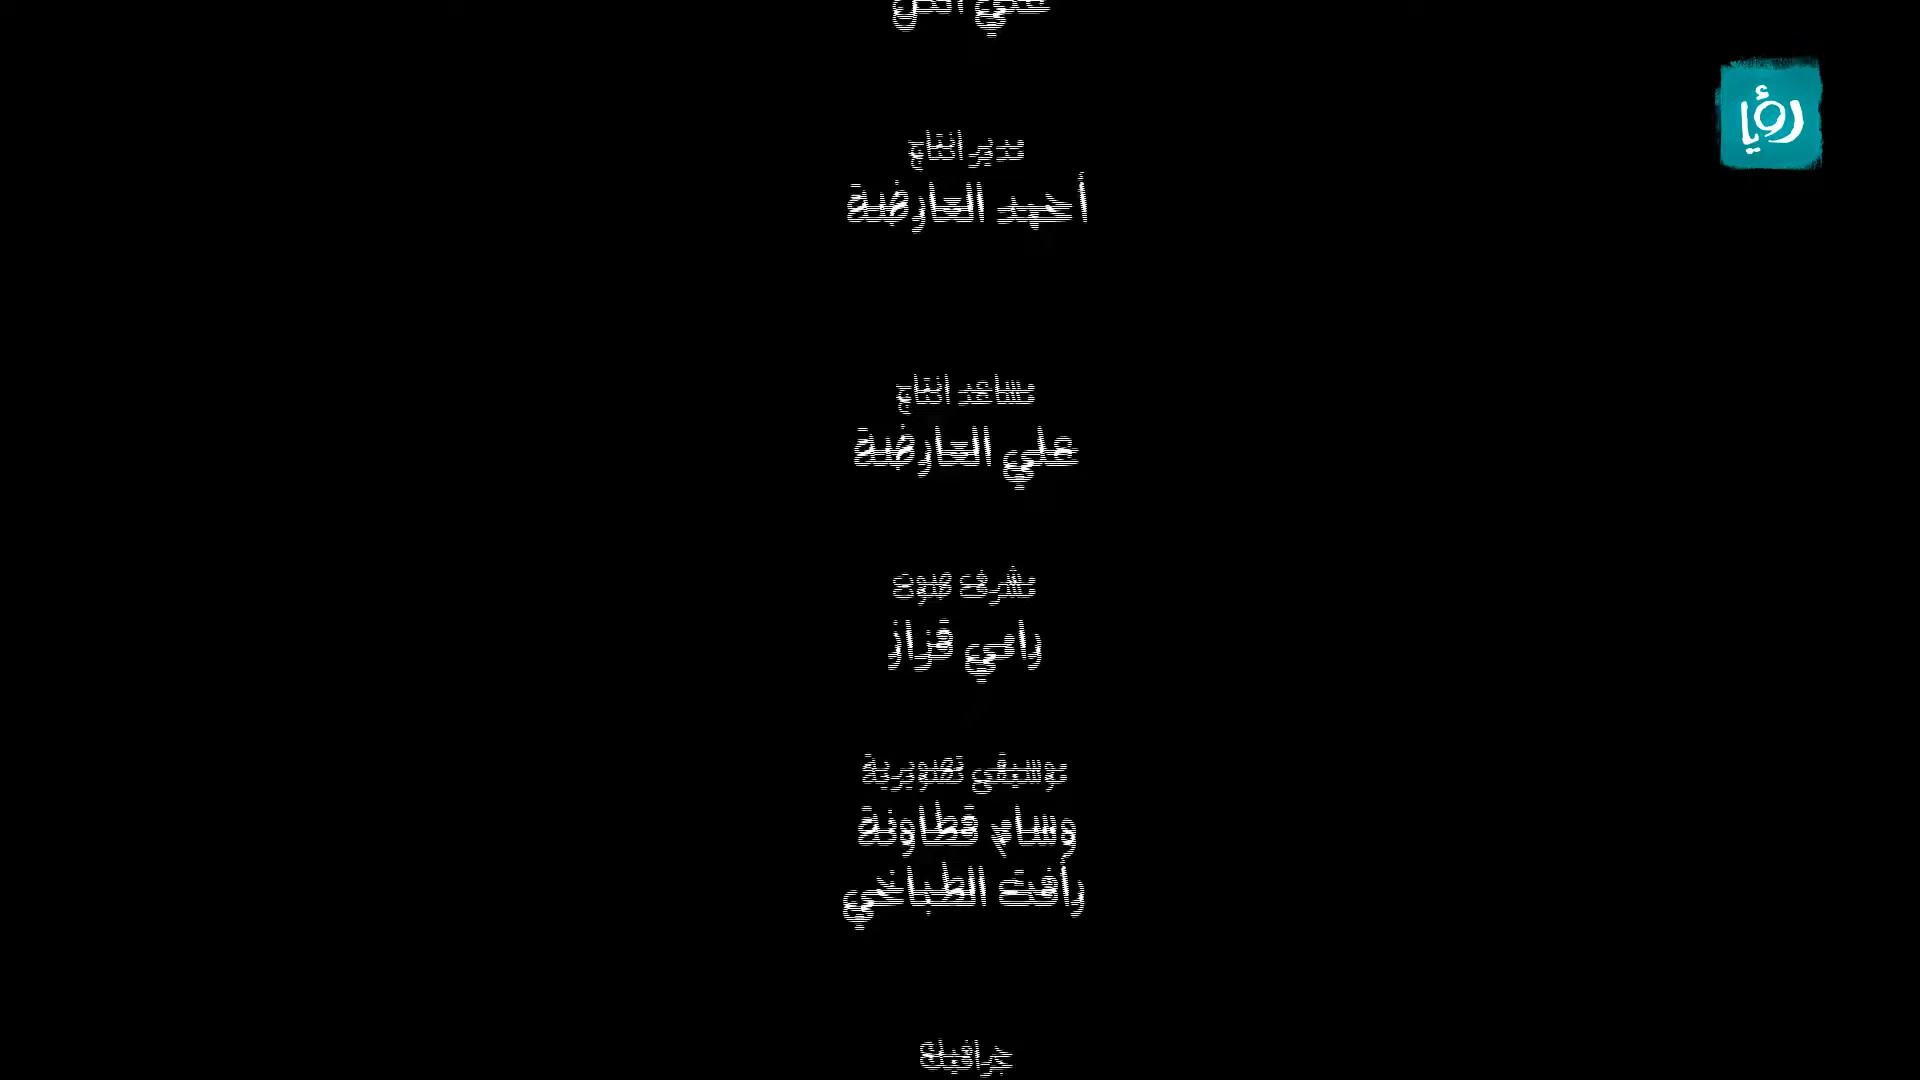 رؤيا
مدير انتاج
أحمد العارضة
مساعد انتاج
علي العارضة
مشرف صوت
رامي قزاز
موسيقى تصويرية
وسام قطاونة
رأفت الطباخي
جرافيك